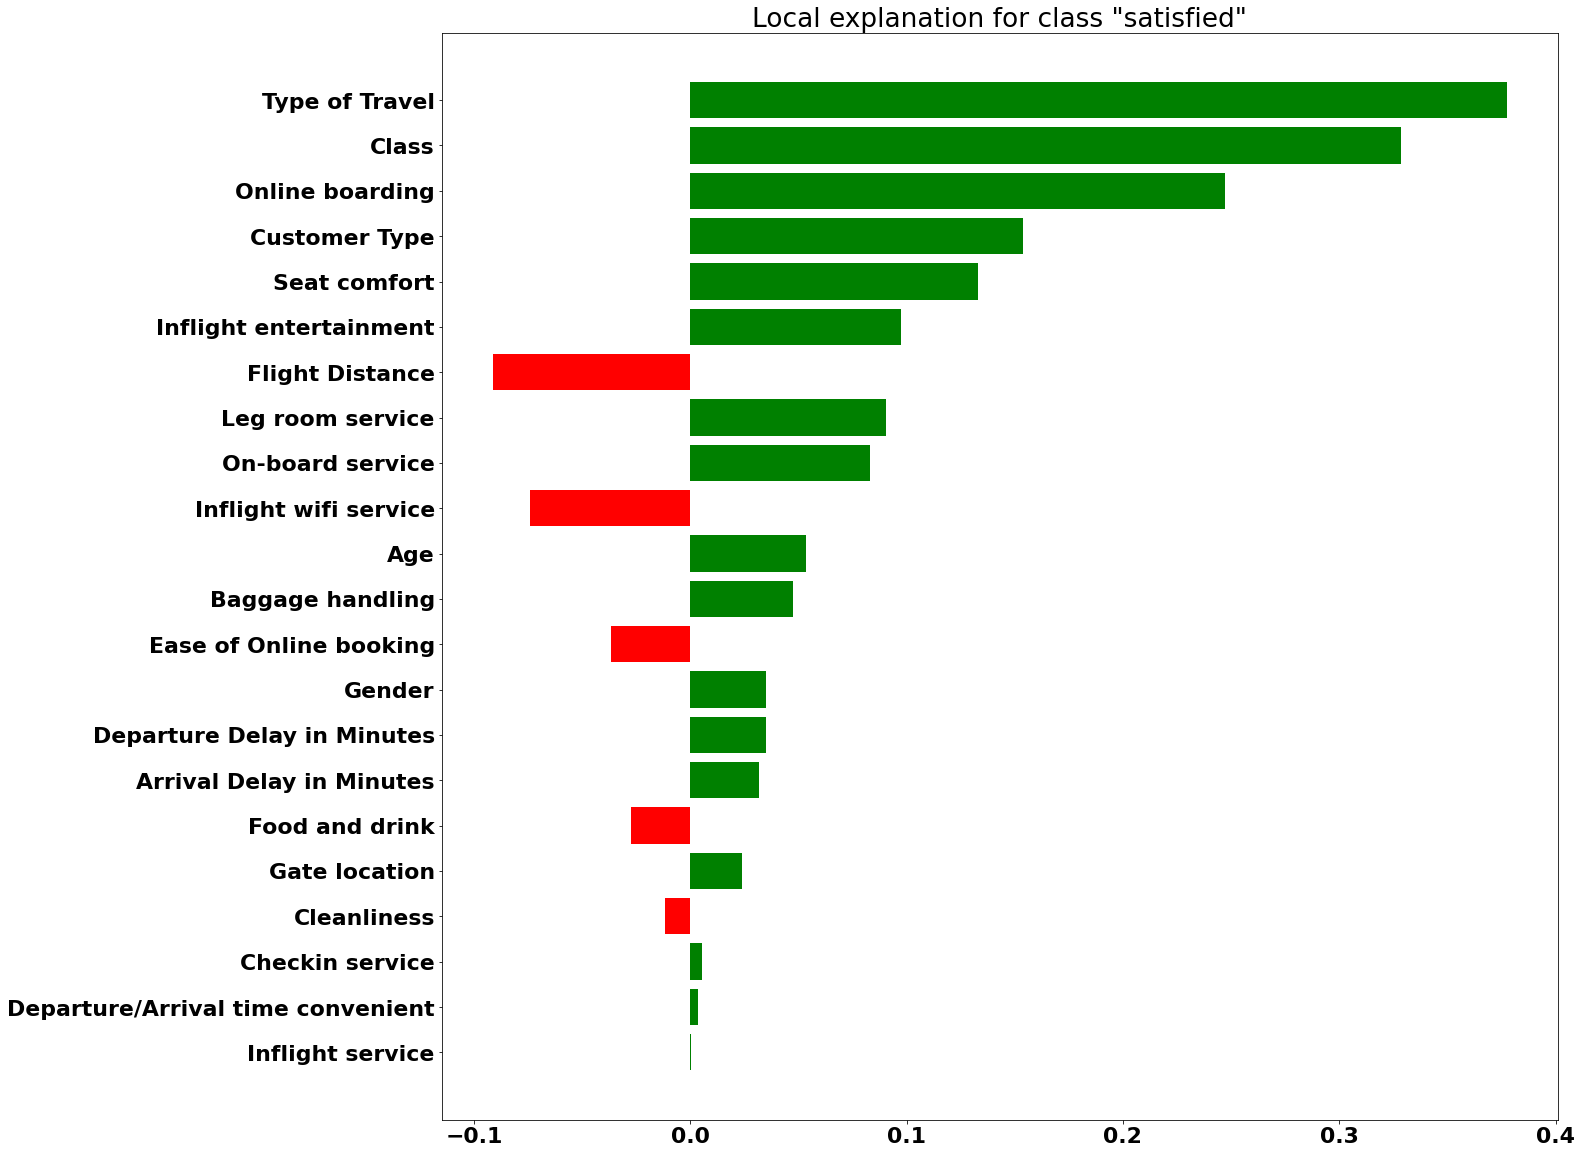 Local explanation for class "satisfied"
Type of Travel
Class
Online boarding
Customer Type
Seat comfort
Inflight entertainment
Flight Distance
Leg room service
On-board service
Inflight wifi service
Age
Baggage handling
Ease of Online booking
Gender
Departure Delay in Minutes
Arrival Delay in Minutes
Food and drink
Gate location
Cleanliness
Checkin service
Departure/Arrival time convenient
Inflight service
−0.1 0.0 0.1 0.2 0.3 0.4